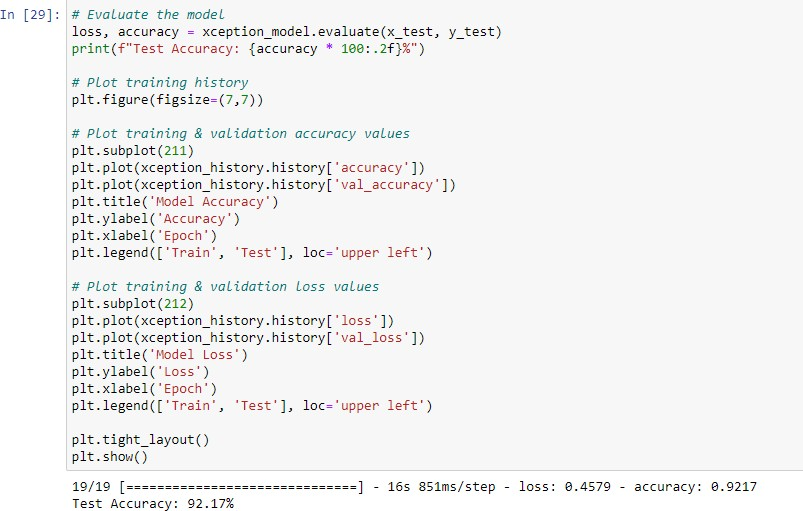 In [29]: # Evaluate the model
loss, accuracy = xception_model.evaluate(x_test, y_test)
print(f"Test Accuracy: {accuracy * 100:.2f}%")
# Plot training history
plt.figure(figsize=(7,7))
# Plot training & validation accuracy values
plt.subplot(211)
plt.plot(xception_history.history['accuracy'])
plt.plot(xception_history.history['val_accuracy'])
plt.title('Model Accuracy')
plt.ylabel('Accuracy')
plt.xlabel('Epoch')
plt.legend(['Train', 'Test'], loc='upper left')
# Plot training & validation loss values
plt.subplot(212)
plt.plot(xception_history.history['loss'])
plt.plot(xception_history.history['val_loss'])
plt.title('Model Loss')
plt.ylabel('Loss')
plt.xlabel('Epoch')
plt.legend(['Train', 'Test'], loc='upper left')
plt.tight_layout()
plt.show()
19/19 [==============================] - 16s 851ms/step - loss: 0.4579 - accuracy: 0.9217
Test Accuracy: 92.17%